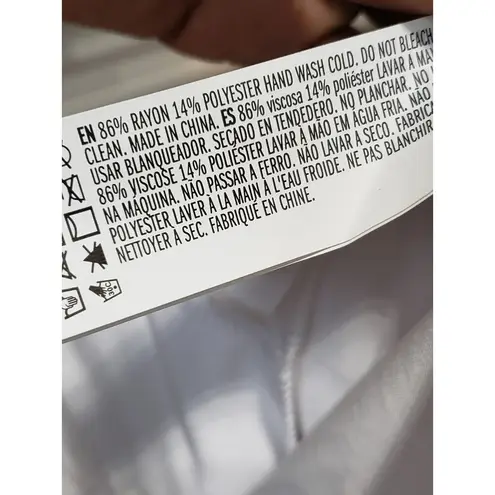 EN 86% RAYON 14% POLYESTER HAND WASH COLD. DO NOT BLEACH
CLEAN. MADE IN CHINA. ES 86% viscosa 14% poliéster LAVAR A
USAR BLANQUEADOR. SECADO EN TENDEDERO. NO PLANCHAR. NO
86% VISCOSE 14% POLIÉSTER LAVAR À MÃO EM ÁGUA FRIA. NÃO
NA MÁQUINA. NÃO PASSAR A FERRO. NÃO LAVAR A SECO. FABRICA
POLYESTER LAVER À LA MAIN À L'EAU FROIDE. NE PAS BLANCHIR
NETTOYER A SEC. FABRIQUÉ EN CHINE.